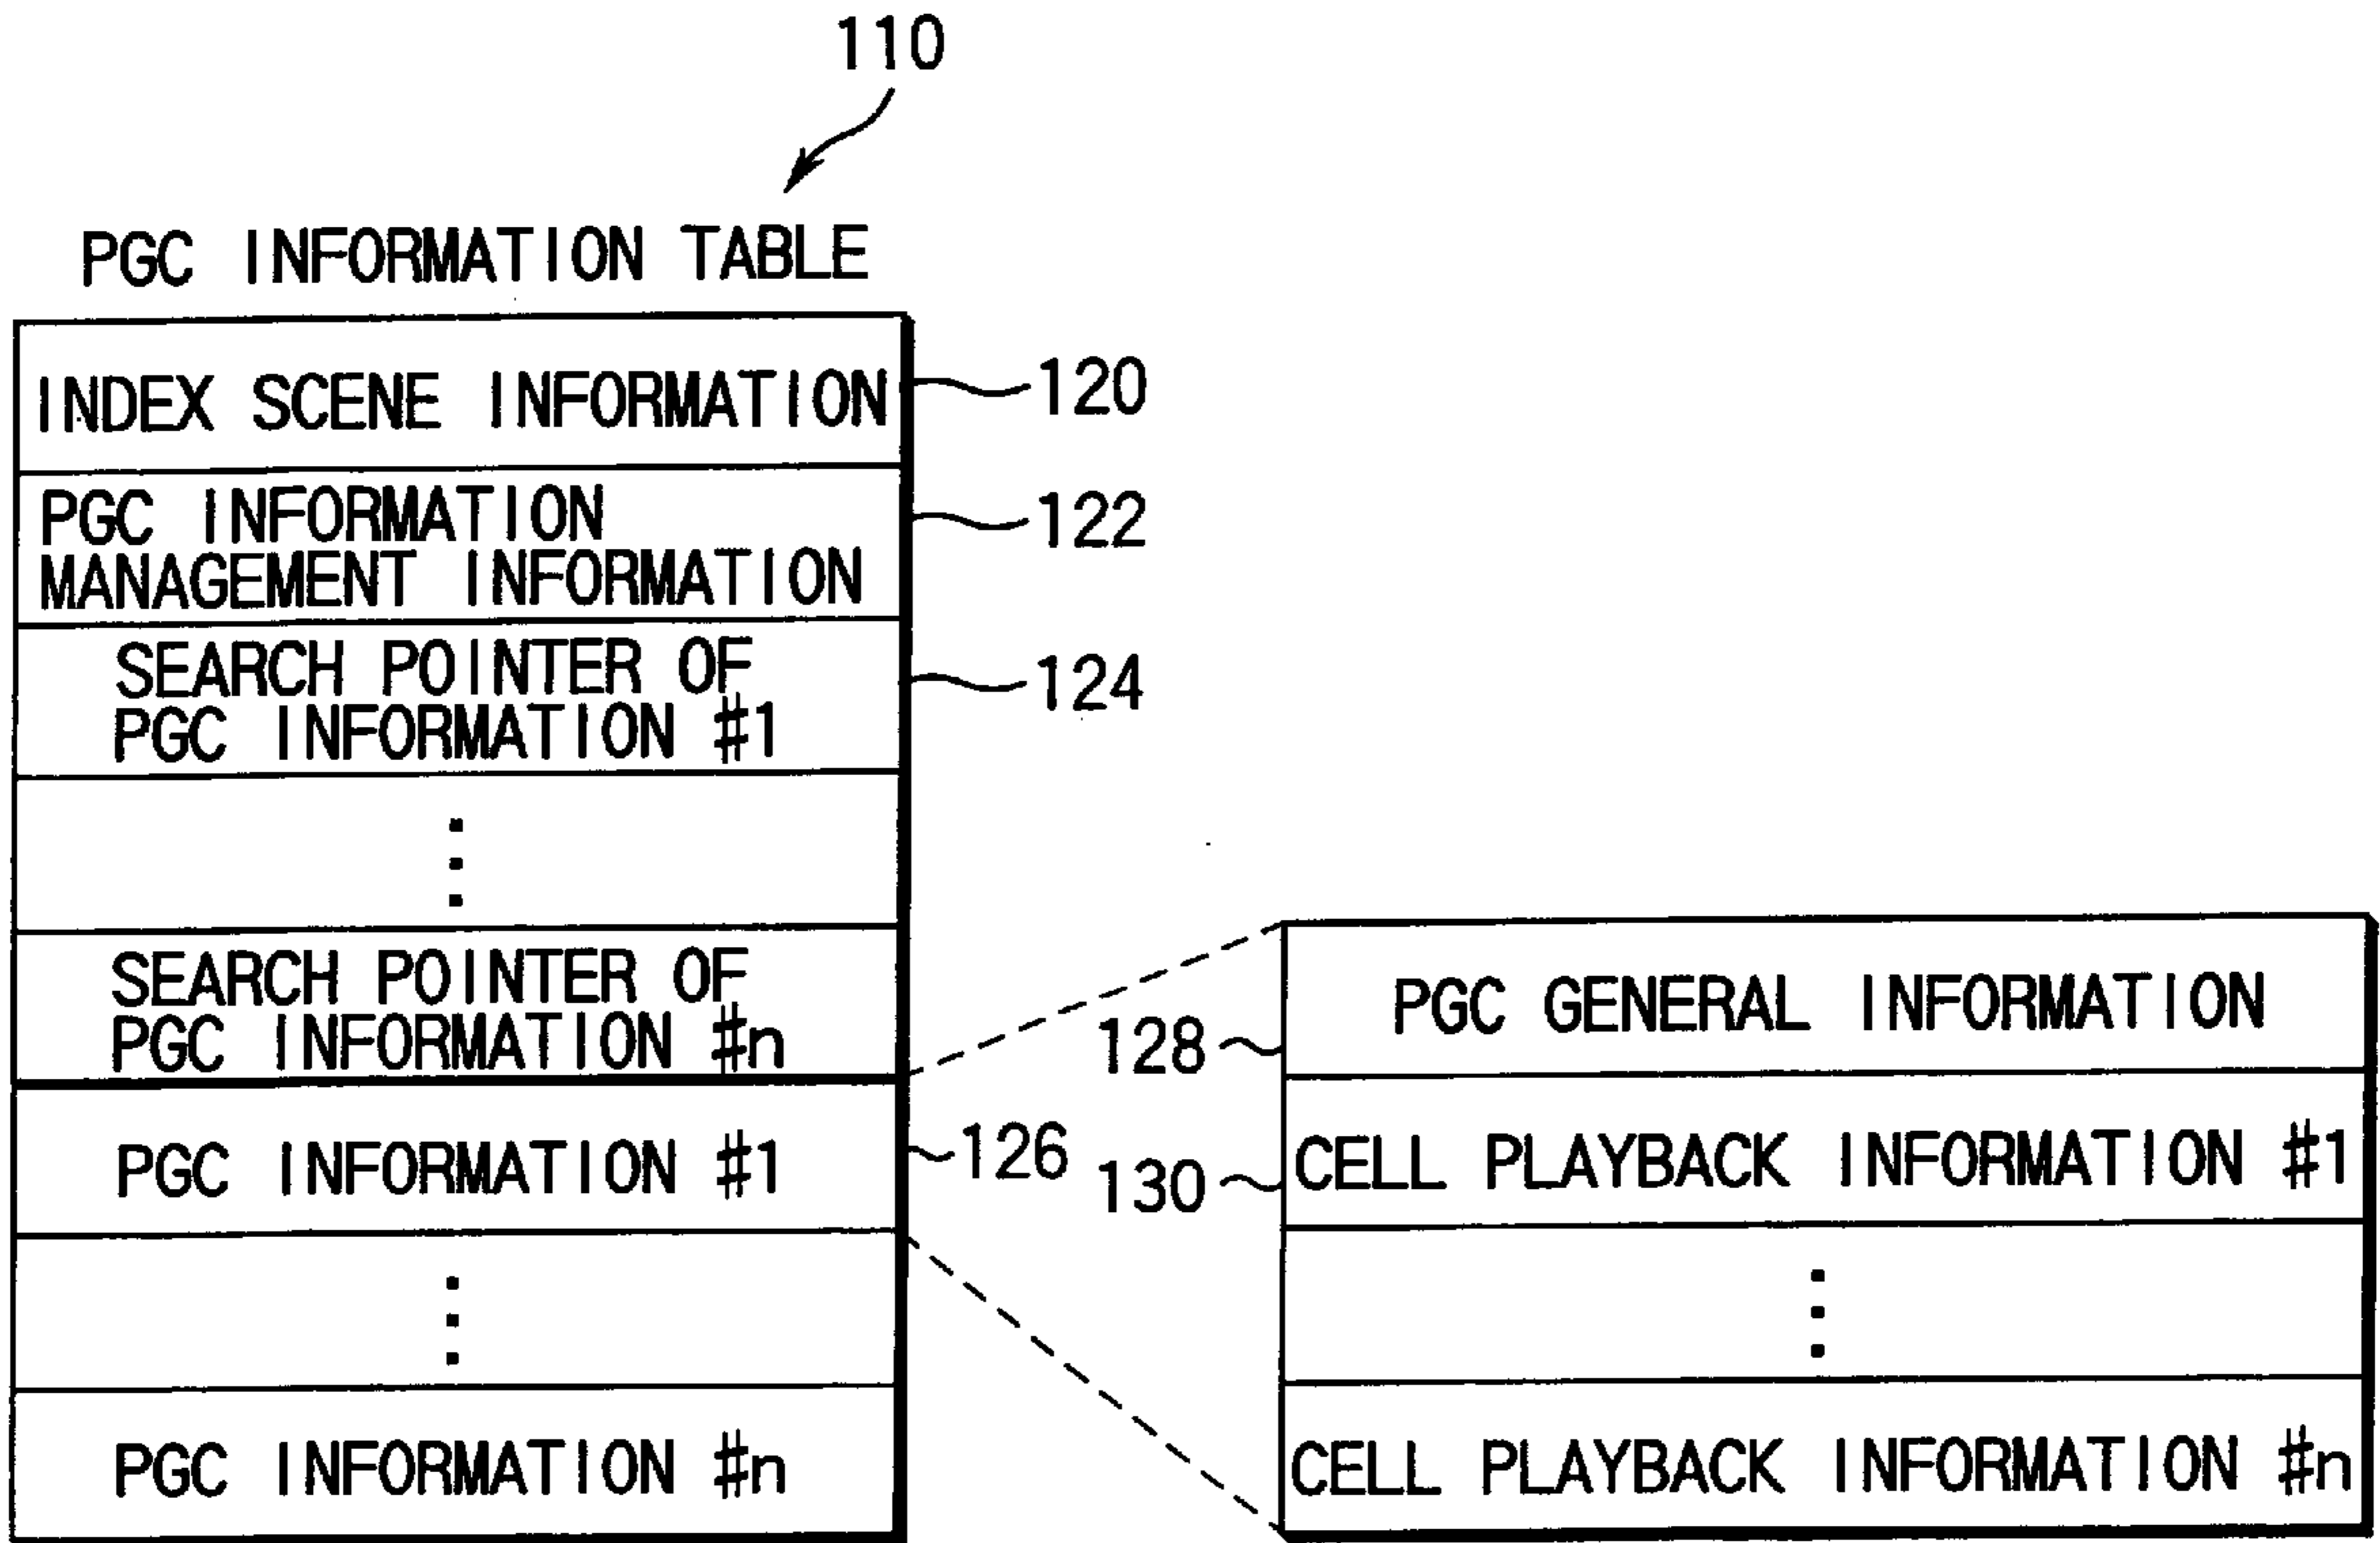 110
PGC INFORMATION TABLE
INDEX SCENE INFORMATION
120
PGC INFORMATION
MANAGEMENT INFORMATION
122
SEARCH POINTER OF
PGC INFORMATION #1
124
SEARCH POINTER OF
PGC INFORMATION #n
PGC INFORMATION #1
126
PGC INFORMATION #n
128
PGC GENERAL INFORMATION
130
CELL PLAYBACK INFORMATION #1
CELL PLAYBACK INFORMATION #n